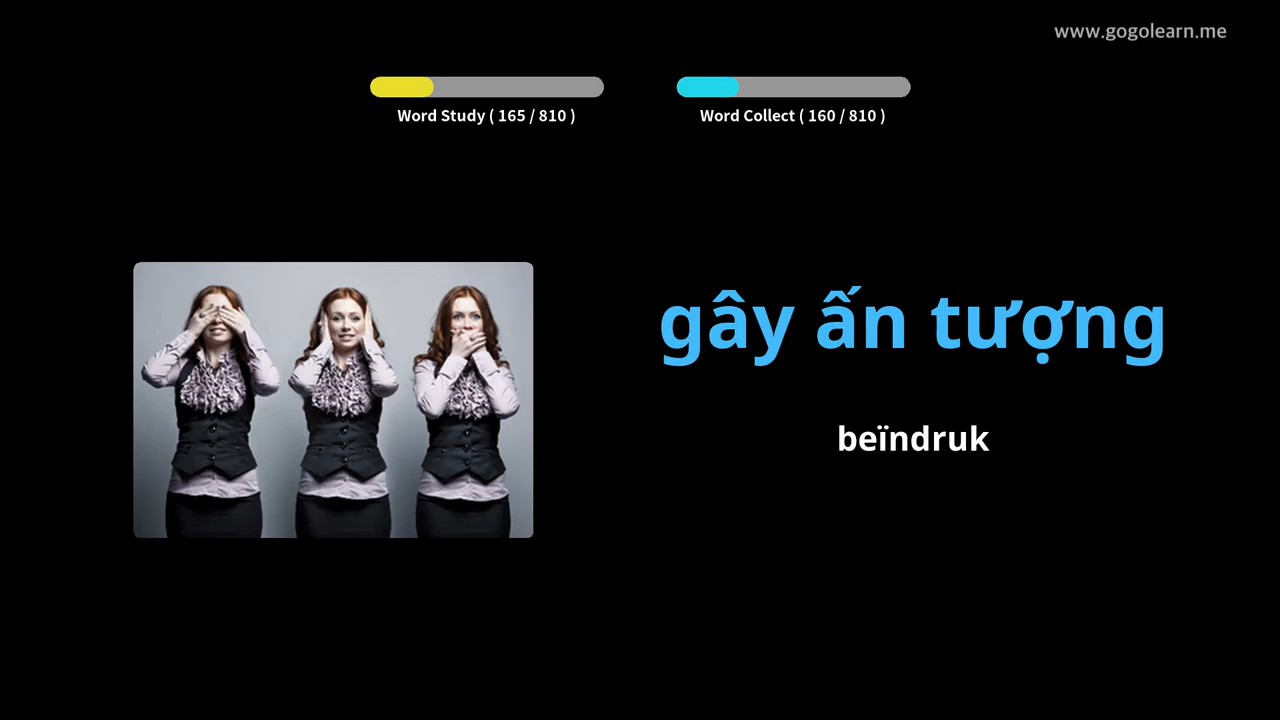 www.gogolearn.me
Word Study ( 165 / 810 )
Word Collect ( 160 / 810 )
gây ấn tượng
beïndruk